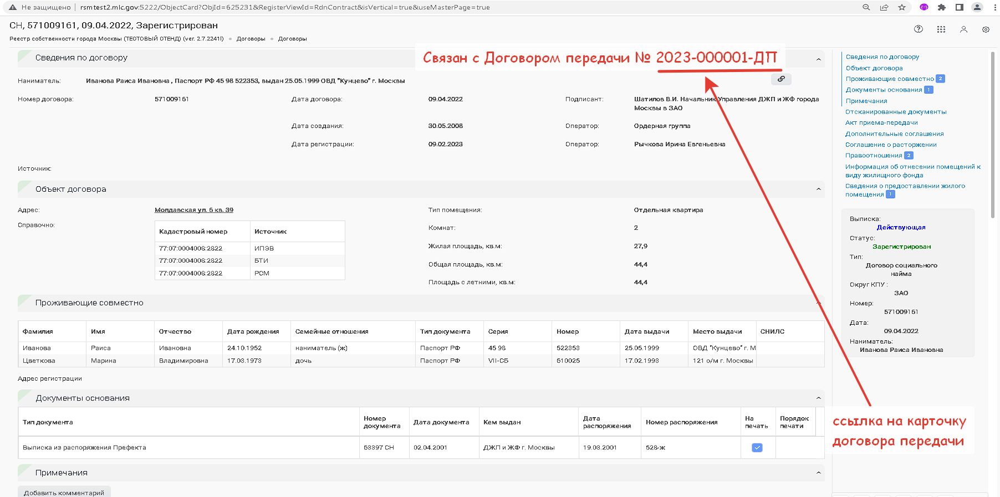 Не защищено rsmtest2.mlc.gov:5222/ObjectCard?ObjId=625231&RegisterViewId=RdnContract&isVertical=true&useMasterPage=true
СН, 571009161, 09.04.2022, Зарегистрирован
Реестр собственности города Москвы (ТЕСТОВЫЙ СТЕНД) (ver. 2.7.2241l) Договоры Договоры
Сведения по договору
Связан с Договором передачи № 2023-000001-ДП
Наниматель: Иванова Раиса Ивановна , Паспорт РФ 45 98 522353, выдан 25.05.1999 ОВД "Кунцево" г. Москвы
Номер договора: 571009161 Дата договора: 09.04.2022 Подписант: Шатилов В.И. Начальник Управления ДЖП и ЖФ города
Москвы в ЗАО
Дата создания: 30.05.2008 Оператор: Ордерная группа
Дата регистрации: 09.02.2023 Оператор: Рычкова Ирина Евгеньевна
Источник:
Объект договора
Адрес: Молдавская ул. 6 кв. 39 Тип помещения: Отдельная квартира
Справочно:
Кадастровый номер Источник
77:07:0004008:2822 ИПЭВ
77:07:0004008:2822 БТИ
77:07:0004008:2822 РСМ
Комнат: 2
Жилая площадь, кв.м: 27,9
Общая площадь, кв.м: 44,4
Площадь с летними, кв.м: 44,4
Проживающие совместно
Фамилия Имя Отчество Дата рождения Семейные отношения Тип документа Серия Номер Дата выдачи Место выдачи СНИЛС
Иванова Раиса Ивановна 24.10.1952 наниматель (ж) Паспорт РФ 45 98 522353 25.05.1999 ОВД "Кунцево" г. М
Цветкова Марина Владимировна 17.03.1973 дочь Паспорт РФ VII-СБ 610025 17.02.1993 121 о/м г. Москвы
Адрес регистрации
Документы основания
Тип документа Номер документа Дата документа Кем выдан Дата распоряжения Номер распоряжения На печать Порядок печати
Выписка из распоряжения Префекта 53397 СН 02.04.2001 ДЖП и ЖФ г. Москвы 19.03.2001 528-ж
Примечания
Добавить комментарий
Сведения по договору
Объект договора
Проживающие совместно 2
Документы основания 1
Примечания
Отсканированные документы
Акт приема-передачи
Дополнительные соглашения
Соглашение о расторжении
Правоотношения 2
Информация об отнесении помещений к
виду жилищного фонда
Сведения о предоставлении жилого
помещения 1
Выписка:
Действующая
Статус:
Зарегистрирован
Тип:
Договор социального
найма
Округ КПУ :
ЗАО
Номер:
571009161
Дата:
09.04.2022
Наниматель:
Иванова Раиса Ивановна
ссылка на карточку
договора передачи